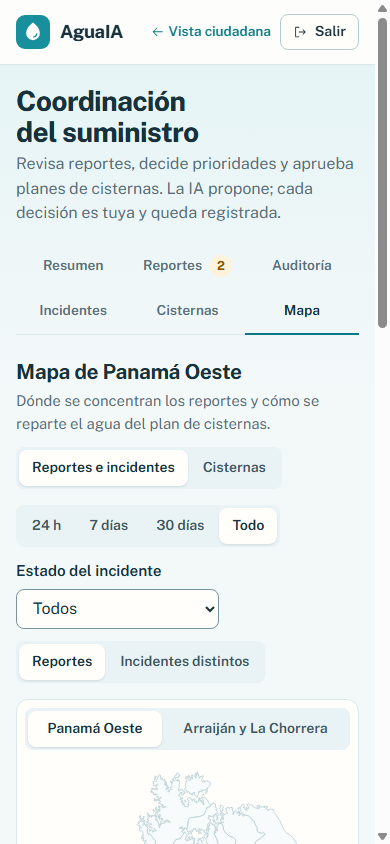 AguaIA
← Vista ciudadana
Salir
Coordinación
del suministro
Revisa reportes, decide prioridades y aprueba
planes de cisternas. La IA propone; cada
decisión es tuya y queda registrada.
Resumen
Reportes 2
Auditoría
Incidentes
Cisternas
Mapa
Mapa de Panamá Oeste
Dónde se concentran los reportes y cómo se
reparte el agua del plan de cisternas.
Reportes e incidentes
Cisternas
24 h
7 días
30 días
Todo
Estado del incidente
Todos
Reportes
Incidentes distintos
Panamá Oeste
Arraiján y La Chorrera